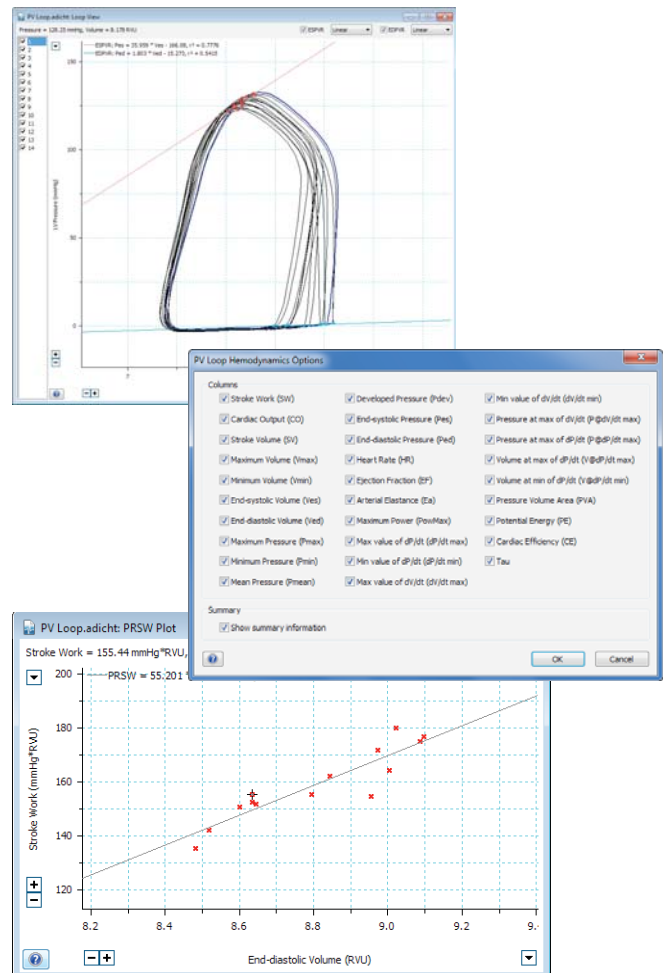 PV Loop.adicht: Loop View
Pressure = 128.25 mmHg, Volume = 8.178 RVU
ESPVR: Linear EDPVR: Linear
1
2
3
4
5
6
7
8
9
10
11
12
13
14
ESPVR: Pes = 35.959 * Ves - 166.08, r² = 0.7776
EDPVR: Ped = 1.803 * Ved - 15.273, r² = 0.5415
150
100
50
0
LV Pressure (mmHg)
7
8
PV Loop Hemodynamics Options
Columns
Stroke Work (SW) Developed Pressure (Pdev) Min value of dV/dt (dV/dt min)
Cardiac Output (CO) End-systolic Pressure (Pes) Pressure at max of dV/dt (P@dV/dt max)
Stroke Volume (SV) End-diastolic Pressure (Ped) Pressure at max of dP/dt (P@dP/dt max)
Maximum Volume (Vmax) Heart Rate (HR) Volume at max of dP/dt (V@dP/dt max)
Minimum Volume (Vmin) Ejection Fraction (EF) Volume at min of dP/dt (V@dP/dt min)
End-systolic Volume (Ves) Arterial Elastance (Ea) Pressure Volume Area (PVA)
End-diastolic Volume (Ved) Maximum Power (PowMax) Potential Energy (PE)
Maximum Pressure (Pmax) Max value of dP/dt (dP/dt max) Cardiac Efficiency (CE)
Minimum Pressure (Pmin) Min value of dP/dt (dP/dt min) Tau
Mean Pressure (Pmean) Max value of dV/dt (dV/dt max)
Summary
Show summary information
OK Cancel
PV Loop.adicht: PRSW Plot
Stroke Work = 155.44 mmHg*RVU,
PRSW = 55.201 *
200
180
160
140
120
Stroke Work (mmHg*RVU)
8.2 8.4 8.6 8.8 9.0 9.2 9.
End-diastolic Volume (RVU)